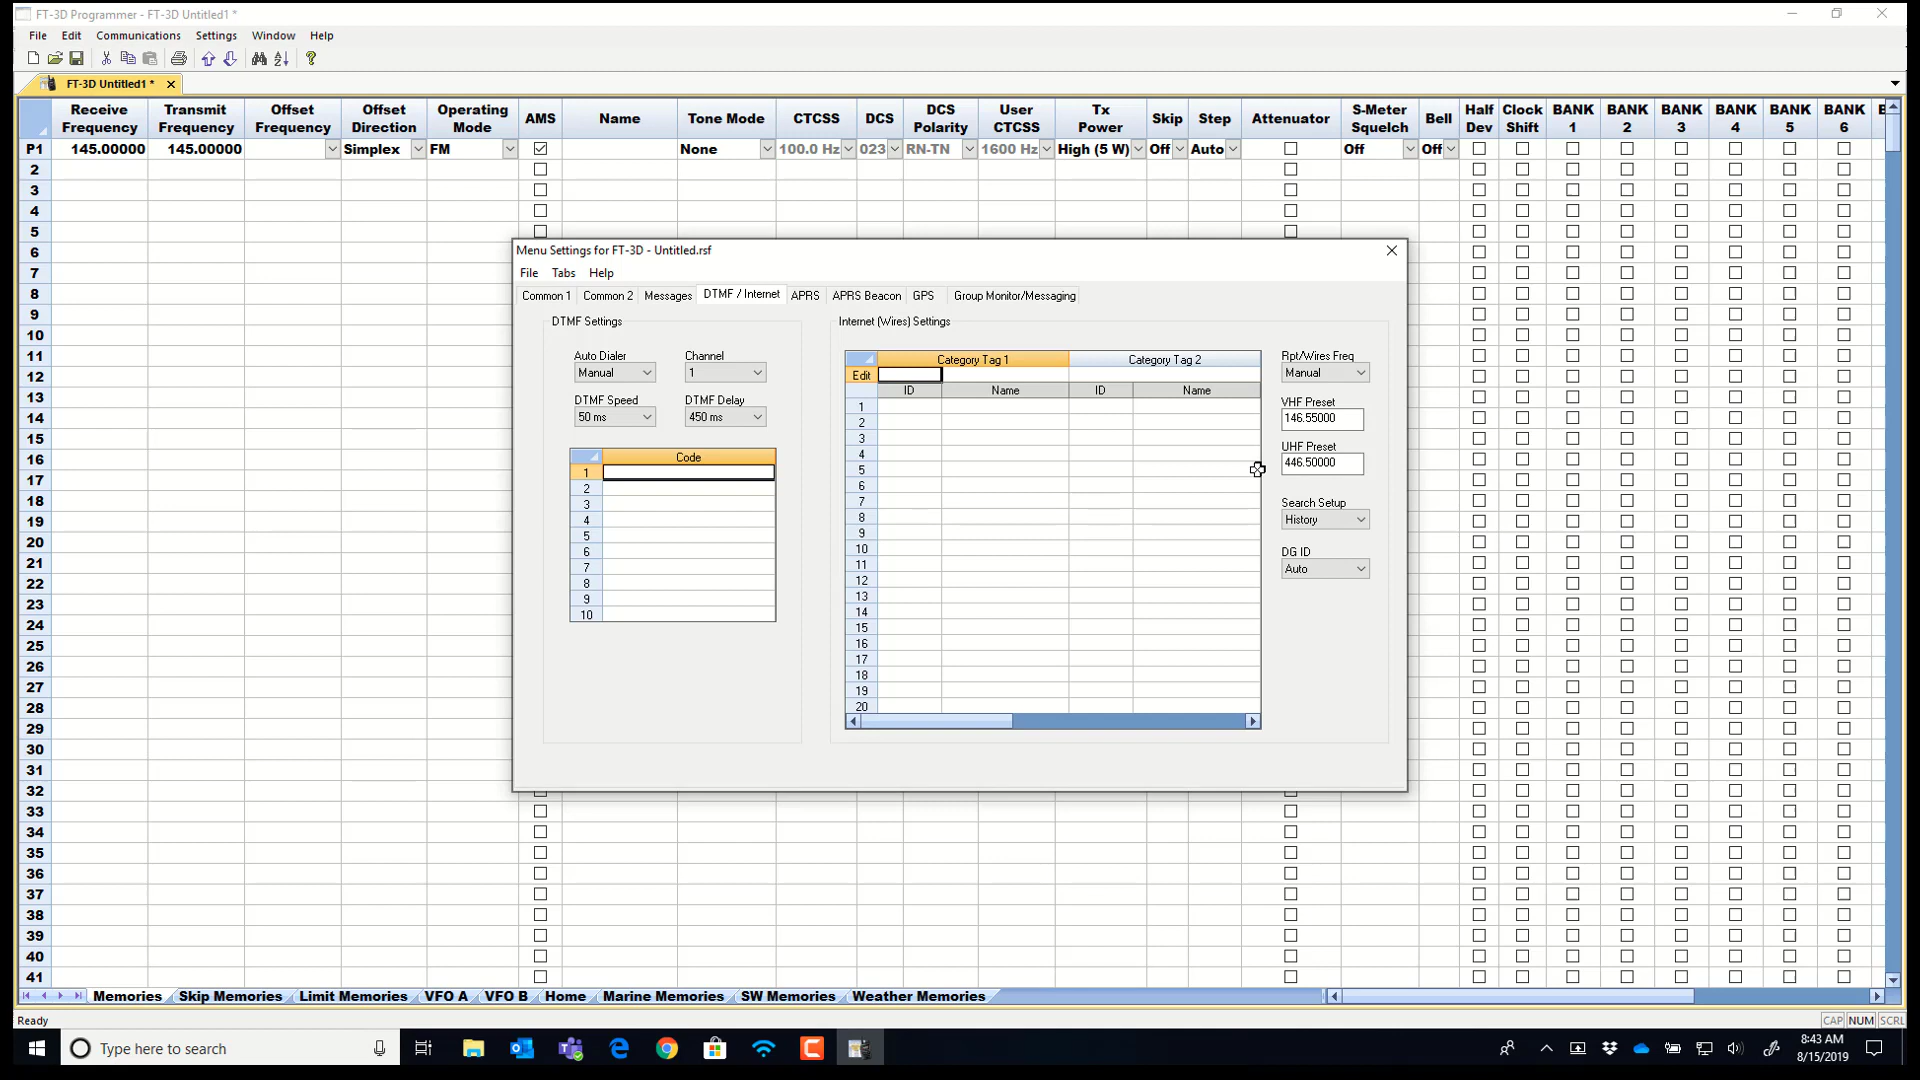 FT-3D Programmer - FT-3D Untitled1 *
File Edit Communications Settings Window Help
FT-3D Untitled1 *
Receive Frequency Transmit Frequency Offset Frequency Offset Direction Operating Mode AMS Name Tone Mode CTCSS DCS DCS Polarity User CTCSS Tx Power Skip Step Attenuator S-Meter Squelch Bell Half Dev Clock Shift BANK 1 BANK 2 BANK 3 BANK 4 BANK 5 BANK 6
P1 145.00000 145.00000 Simplex FM None 100.0 Hz 023 RN-TN 1600 Hz High (5 W) Off Auto Off Off
2
3
4
5
6
7
8
9
10
11
12
13
14
15
16
17
18
19
20
21
22
23
24
25
26
27
28
29
30
31
32
33
34
35
36
37
38
39
40
41
Menu Settings for FT-3D - Untitled.rsf
File Tabs Help
Common 1 Common 2 Messages DTMF / Internet APRS APRS Beacon GPS Group Monitor/Messaging
DTMF Settings
Auto Dialer Channel
Manual 1
DTMF Speed DTMF Delay
50 ms 450 ms
Code
1
2
3
4
5
6
7
8
9
10
Internet (Wires) Settings
Category Tag 1 Category Tag 2
Edit
ID Name ID Name
1
2
3
4
5
6
7
8
9
10
11
12
13
14
15
16
17
18
19
20
Rpt/Wires Freq
Manual
VHF Preset
146.55000
UHF Preset
446.50000
Search Setup
History
DG ID
Auto
Memories Skip Memories Limit Memories VFO A VFO B Home Marine Memories SW Memories Weather Memories
Ready CAP NUM SCRL
Type here to search
8:43 AM
8/15/2019